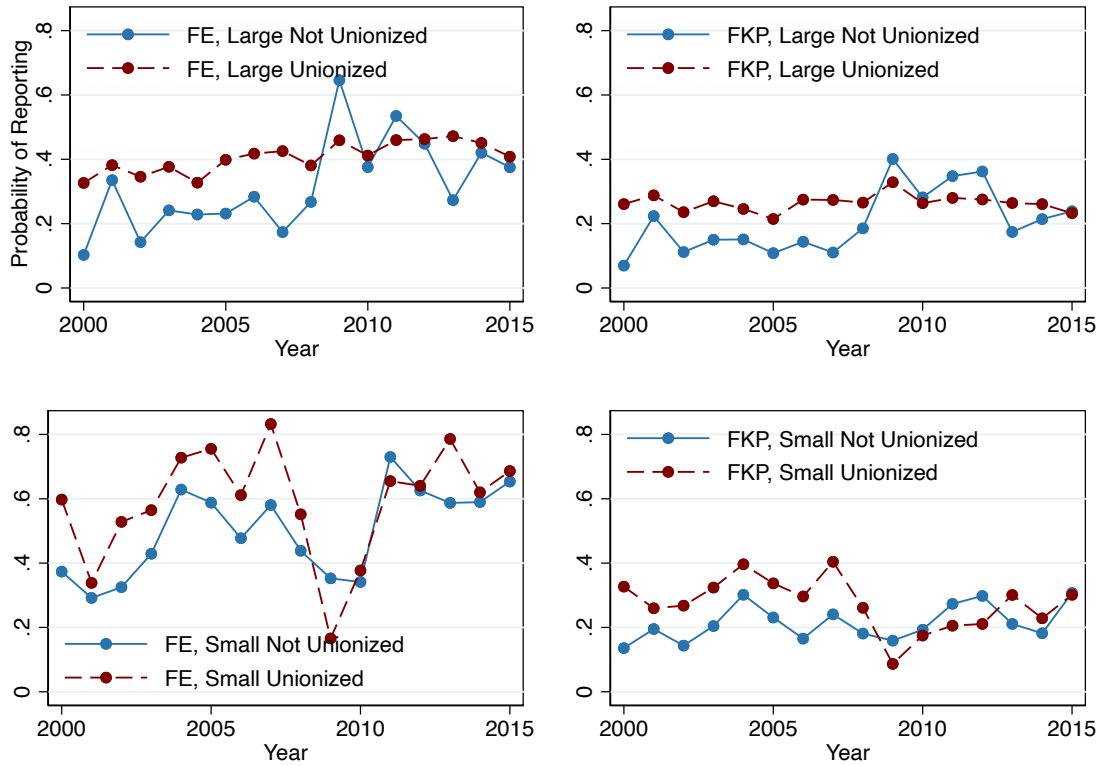 Probability of Reporting
.8
.6
.4
.2
0
FE, Large Not Unionized
FE, Large Unionized
2000 2005 2010 2015
Year
.8
.6
.4
.2
0
FKP, Large Not Unionized
FKP, Large Unionized
2000 2005 2010 2015
Year
.8
.6
.4
.2
0
FE, Small Not Unionized
FE, Small Unionized
2000 2005 2010 2015
Year
.8
.6
.4
.2
0
FKP, Small Not Unionized
FKP, Small Unionized
2000 2005 2010 2015
Year